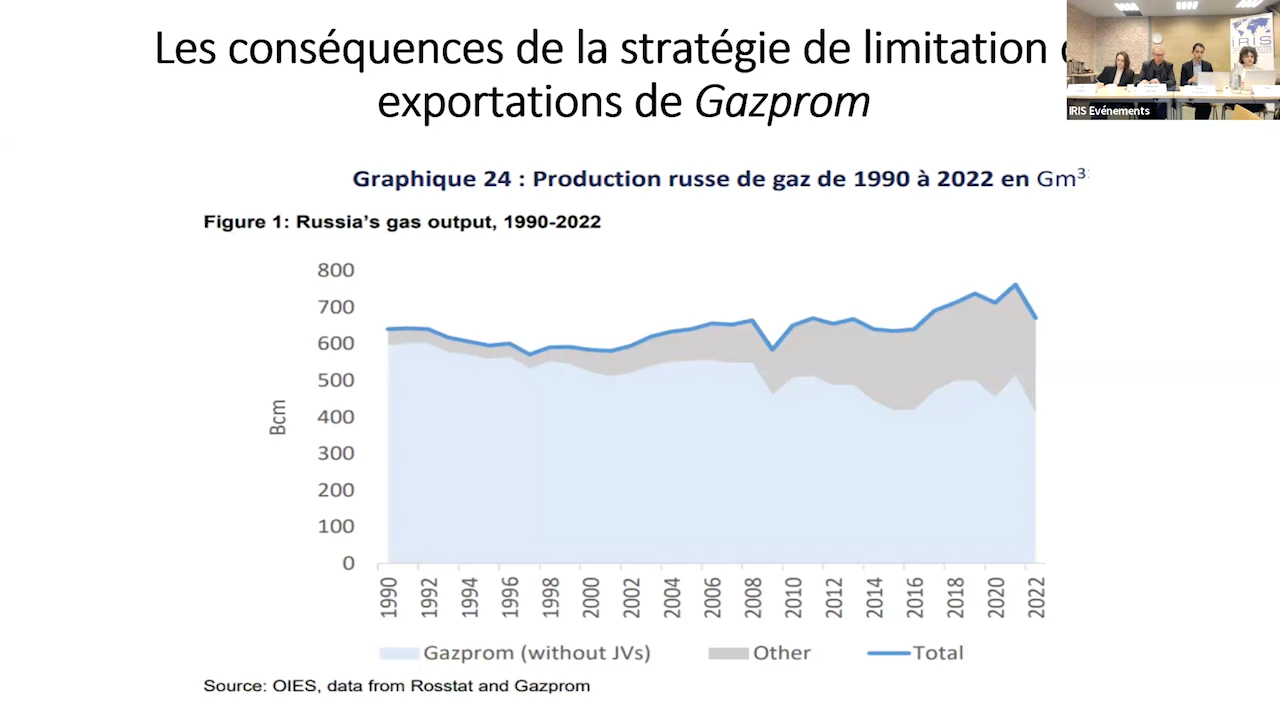 Les conséquences de la stratégie de limitation
exportations de Gazprom
IRIS
IRIS Evénements
Graphique 24 : Production russe de gaz de 1990 à 2022 en Gm³
Figure 1: Russia's gas output, 1990-2022
800
700
600
500
400
300
200
100
0
Bcm
1990 1992 1994 1996 1998 2000 2002 2004 2006 2008 2010 2012 2014 2016 2018 2020 2022
Gazprom (without JVs) Other Total
Source: OIES, data from Rosstat and Gazprom